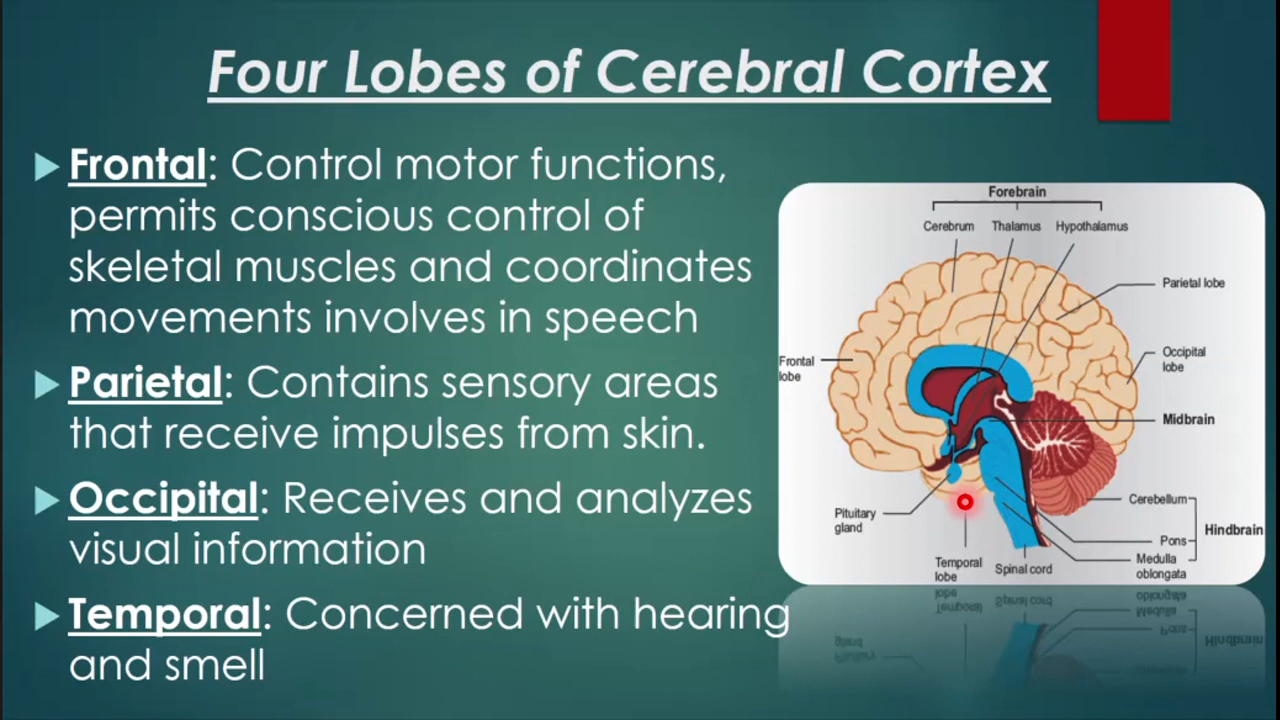 Four Lobes of Cerebral Cortex
Frontal: Control motor functions,
permits conscious control of
skeletal muscles and coordinates
movements involves in speech
Parietal: Contains sensory areas
that receive impulses from skin.
Occipital: Receives and analyzes
visual information
Temporal: Concerned with hearing
and smell
Forebrain
Cerebrum
Thalamus
Hypothalamus
Parietal lobe
Frontal
lobe
Occipital
lobe
Midbrain
Pituitary
gland
Cerebellum
Hindbrain
Pons
Medulla
oblongata
Temporal
lobe
Spinal cord